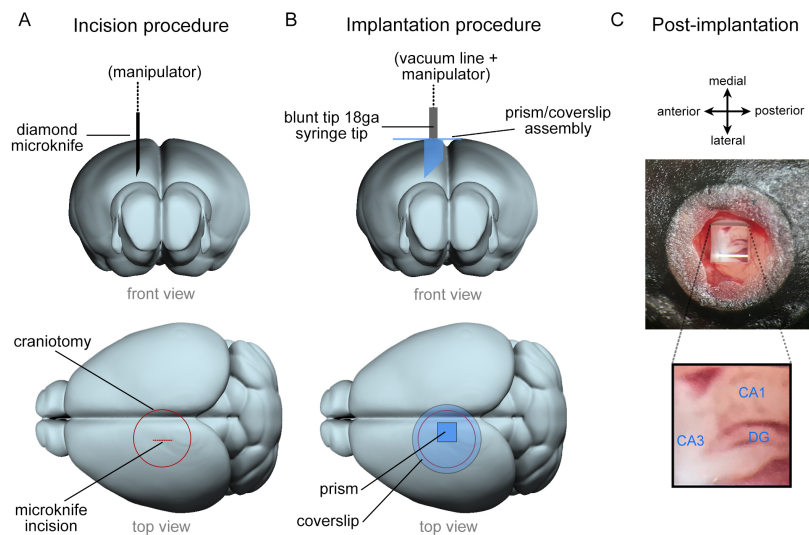 A
Incision procedure
(manipulator)
diamond
microknife
front view
craniotomy
microknife
incision
top view
B
Implantation procedure
(vacuum line +
manipulator)
blunt tip 18ga
syringe tip
prism/coverslip
assembly
front view
prism
coverslip
top view
C
Post-implantation
medial
anterior
posterior
lateral
CA1
CA3
DG